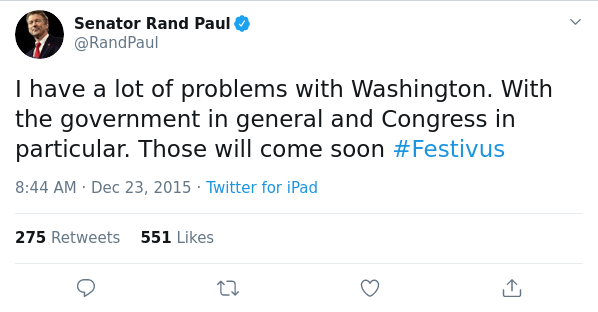 Senator Rand Paul
@RandPaul
I have a lot of problems with Washington. With
the government in general and Congress in
particular. Those will come soon #Festivus
8:44 AM · Dec 23, 2015 · Twitter for iPad
275 Retweets 551 Likes